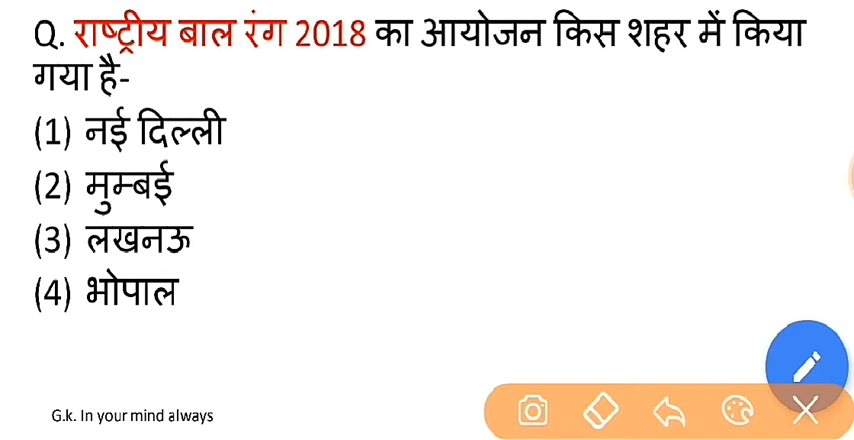 Q. राष्ट्रीय बाल रंग 2018 का आयोजन किस शहर में किया
गया है-
(1) नई दिल्ली
(2) मुम्बई
(3) लखनऊ
(4) भोपाल
G.k. In your mind always